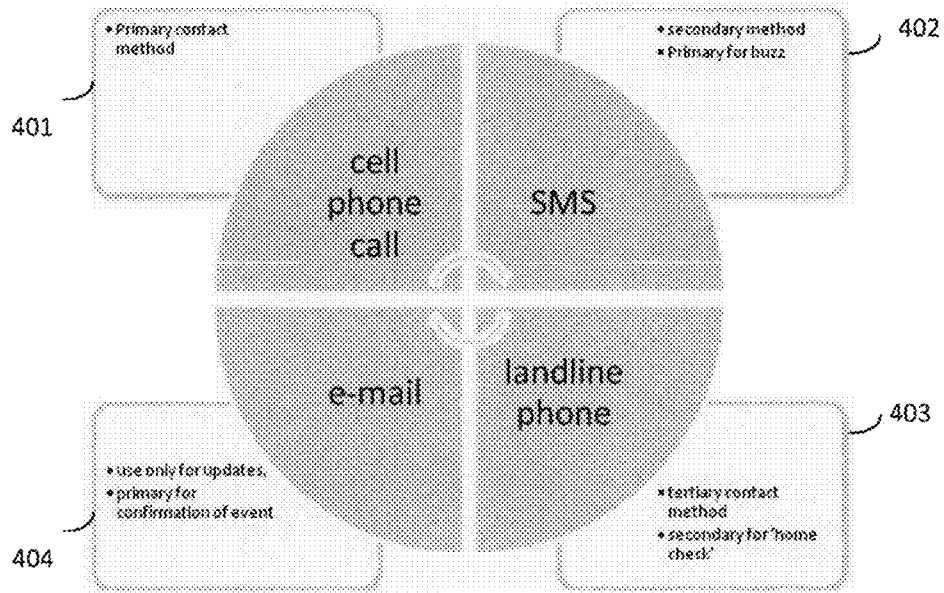 • Primary contact
method
401
• secondary method
• Primary for buzz
402
cell
phone
call
SMS
e-mail
landline
phone
• use only for updates,
• primary for
confirmation of event
404
403
• tertiary contact
method
• secondary for 'home
check'